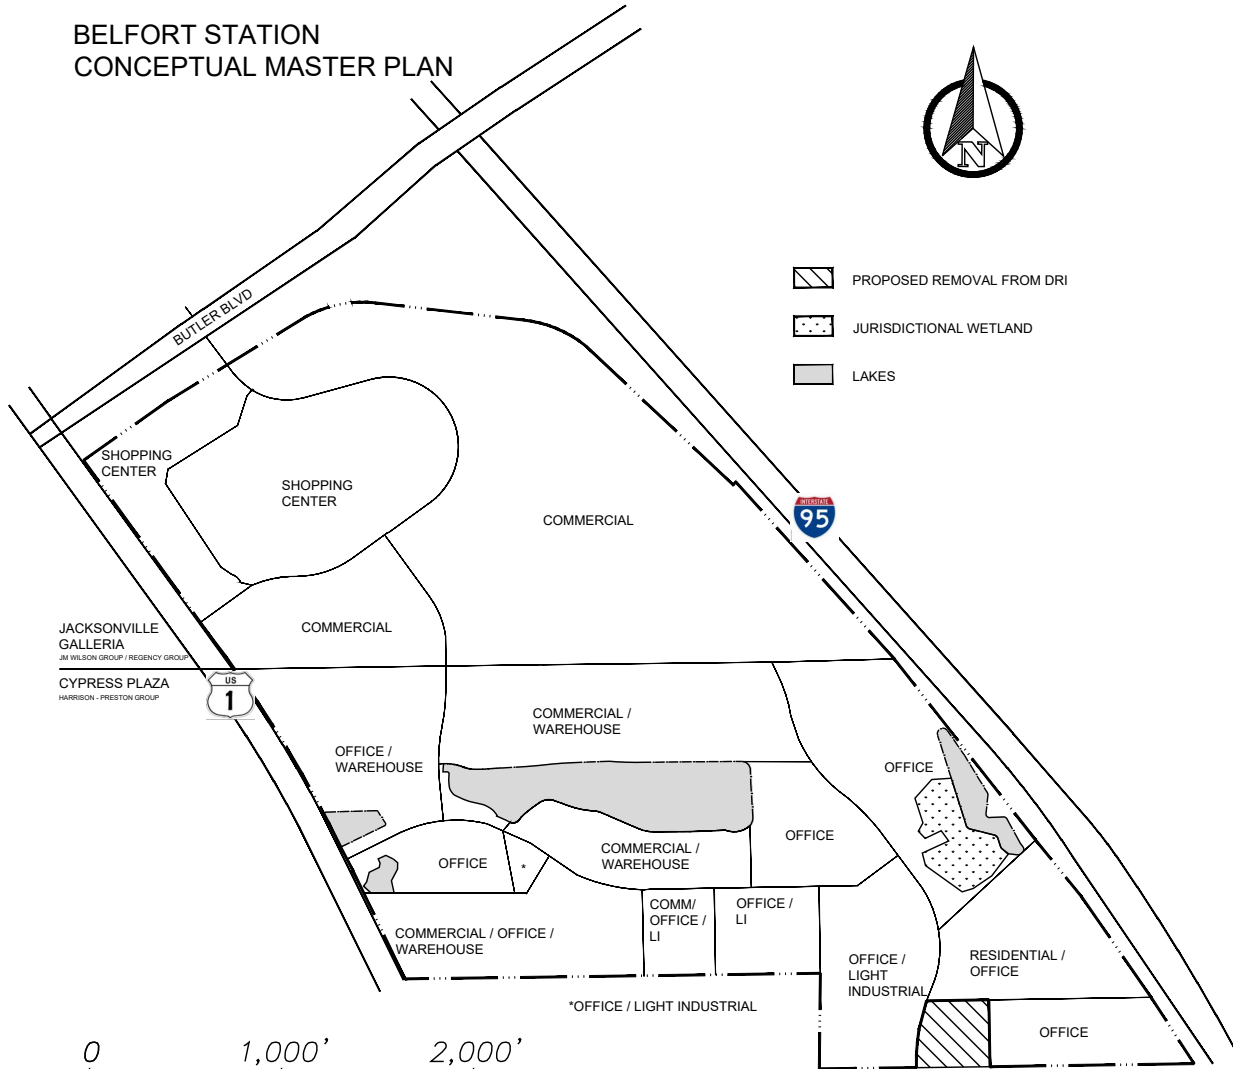 BELFORT STATION
CONCEPTUAL MASTER PLAN
N
PROPOSED REMOVAL FROM DRI
JURISDICTIONAL WETLAND
LAKES
BUTLER BLVD
SHOPPING
CENTER
SHOPPING
CENTER
COMMERCIAL
INTERSTATE
95
COMMERCIAL
JACKSONVILLE
GALLERIA
JM WILSON GROUP / REGENCY GROUP
CYPRESS PLAZA
HARRISON - PRESTON GROUP
US
1
COMMERCIAL /
WAREHOUSE
OFFICE /
WAREHOUSE
OFFICE
OFFICE
COMMERCIAL /
WAREHOUSE
OFFICE
*
COMM/
OFFICE /
LI
OFFICE /
LI
COMMERCIAL / OFFICE /
WAREHOUSE
OFFICE /
LIGHT
INDUSTRIAL
RESIDENTIAL /
OFFICE
*OFFICE / LIGHT INDUSTRIAL
OFFICE
0 1,000' 2,000'